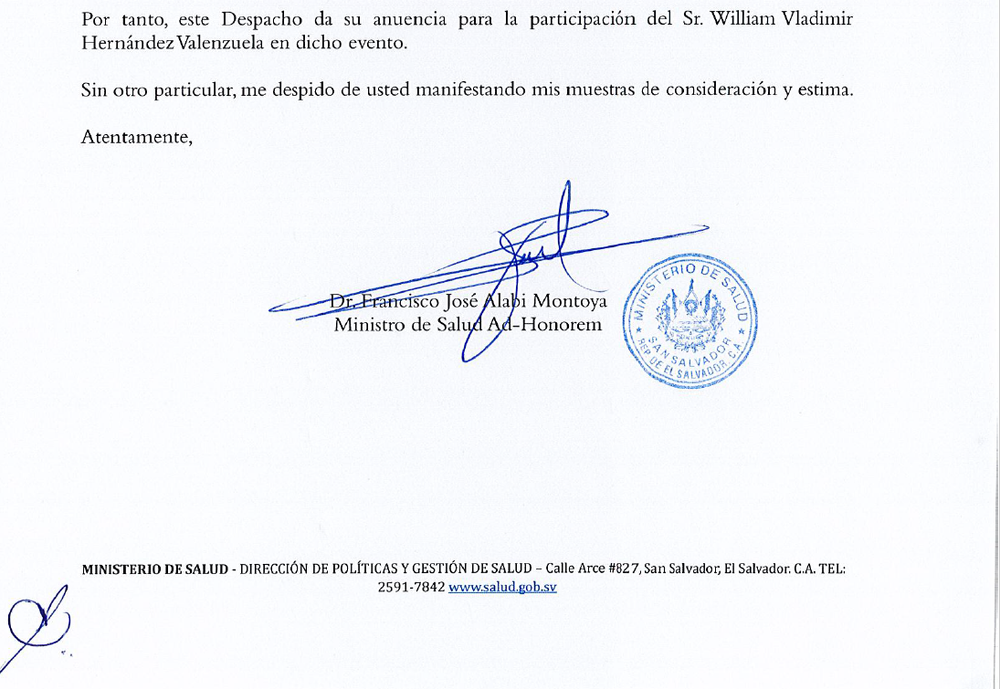 Por tanto, este Despacho da su anuencia para la participación del Sr. William Vladimir
Hernández Valenzuela en dicho evento.
Sin otro particular, me despido de usted manifestando mis muestras de consideración y estima.
Atentamente,
Dr. Francisco José Alabi Montoya
Ministro de Salud Ad-Honorem
MINISTERIO DE SALUD
SAN SALVADOR
REP. DE EL SALVADOR, C.A.
MINISTERIO DE SALUD - DIRECCIÓN DE POLÍTICAS Y GESTIÓN DE SALUD – Calle Arce #827, San Salvador, El Salvador. C.A. TEL:
2591-7842 www.salud.gob.sv